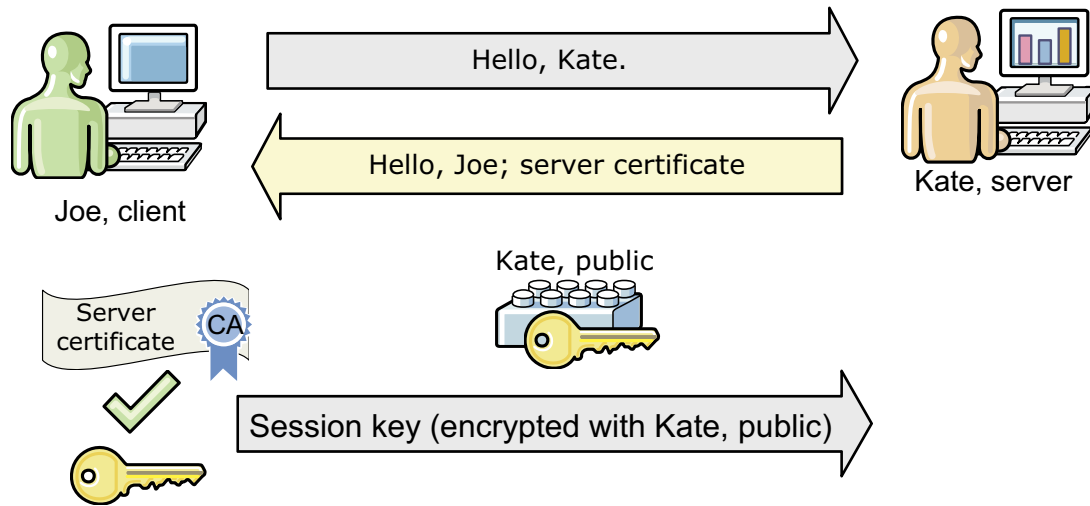 Hello, Kate.
Hello, Joe; server certificate
Joe, client
Kate, server
Kate, public
Server
certificate
CA
Session key (encrypted with Kate, public)